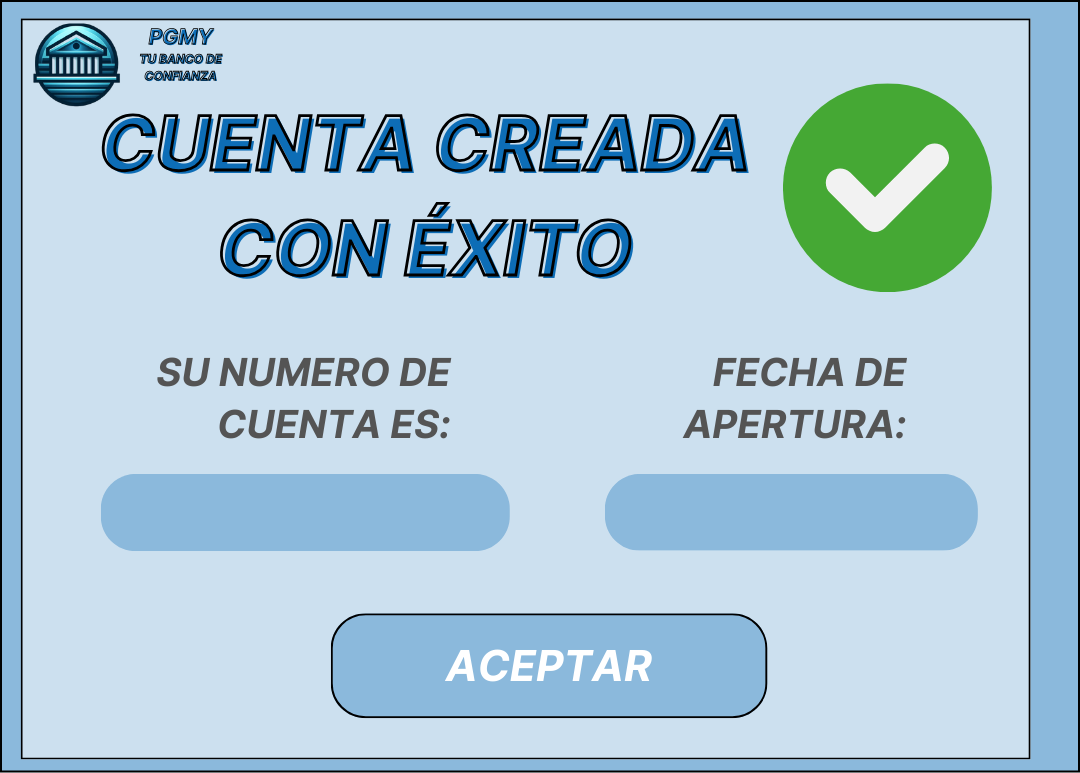 PGMY
TU BANCO DE
CONFIANZA
CUENTA CREADA
CON ÉXITO
SU NUMERO DE
CUENTA ES:
FECHA DE
APERTURA:
ACEPTAR